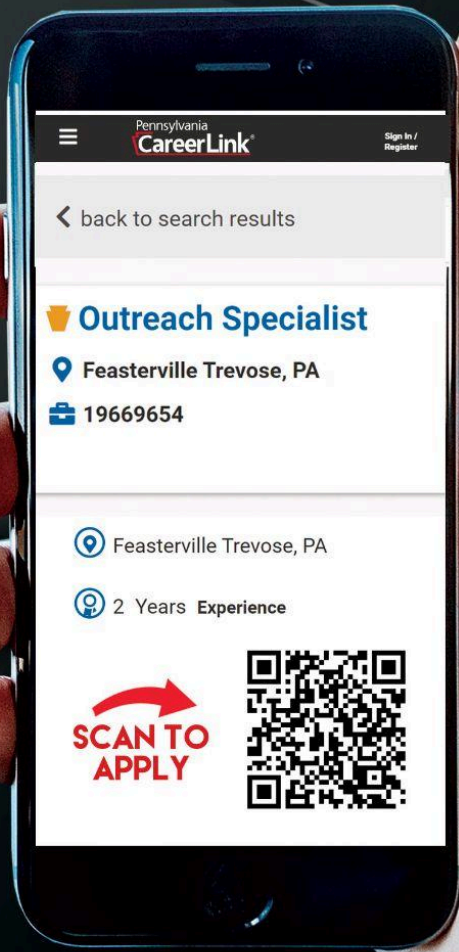 Pennsylvania
CareerLink®
Sign In /
Register
back to search results
Outreach Specialist
Feasterville Trevose, PA
19669654
Feasterville Trevose, PA
2 Years Experience
SCAN TO
APPLY